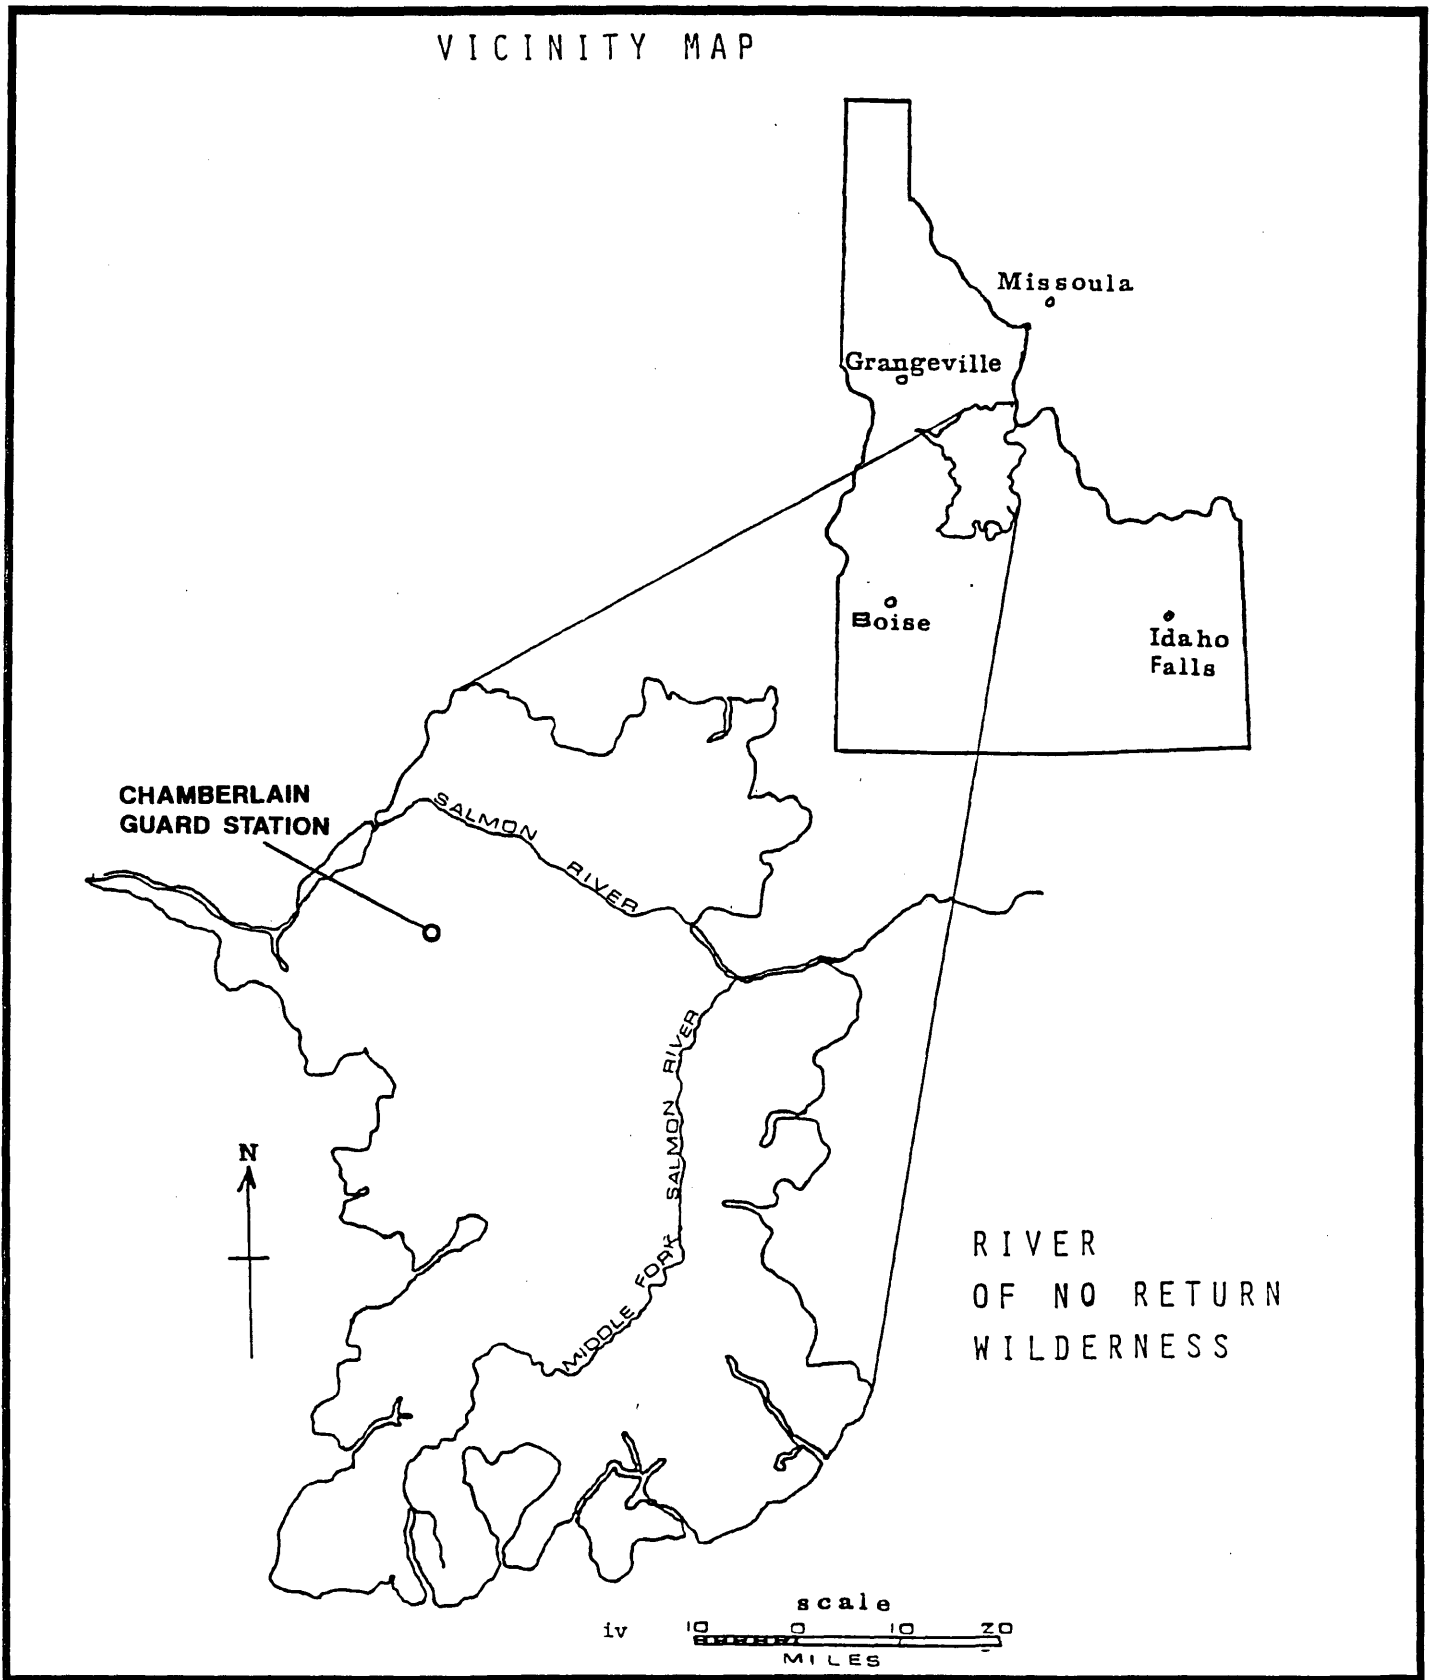 VICINITY MAP
Missoula
Grangeville
Boise
Idaho
Falls
CHAMBERLAIN
GUARD STATION
SALMON RIVER
MIDDLE FORK SALMON RIVER
N
RIVER
OF NO RETURN
WILDERNESS
scale
iv
10 0 10 20
MILES